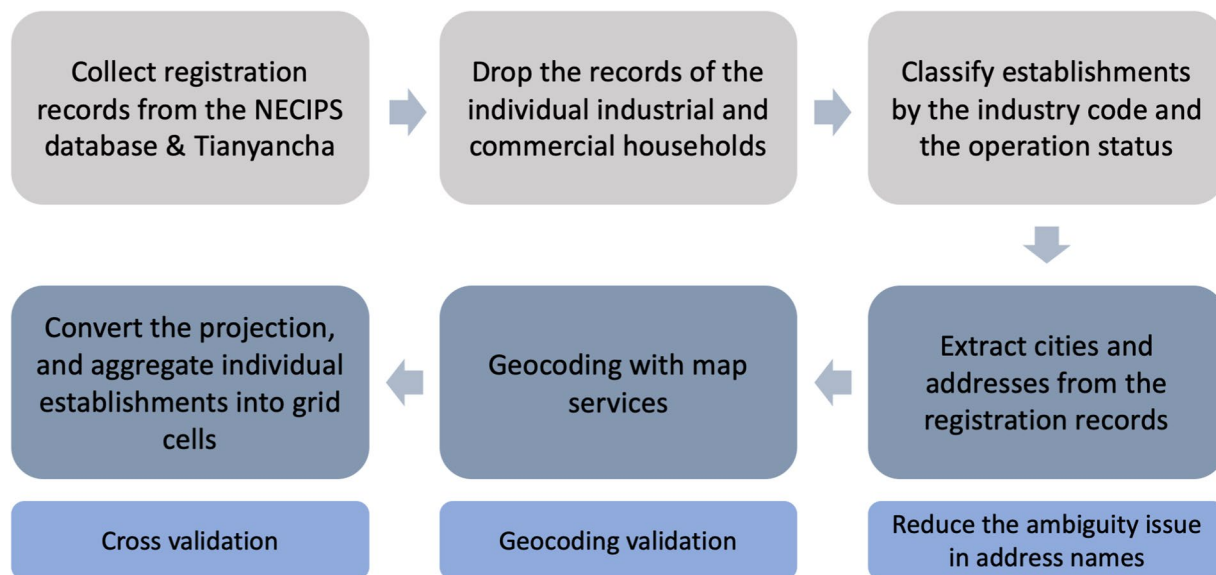 Collect registration
records from the NECIPS
database & Tianyancha
Drop the records of the
individual industrial and
commercial households
Classify establishments
by the industry code and
the operation status
Extract cities and
addresses from the
registration records
Geocoding with map
services
Convert the projection,
and aggregate individual
establishments into grid
cells
Cross validation
Geocoding validation
Reduce the ambiguity issue
in address names